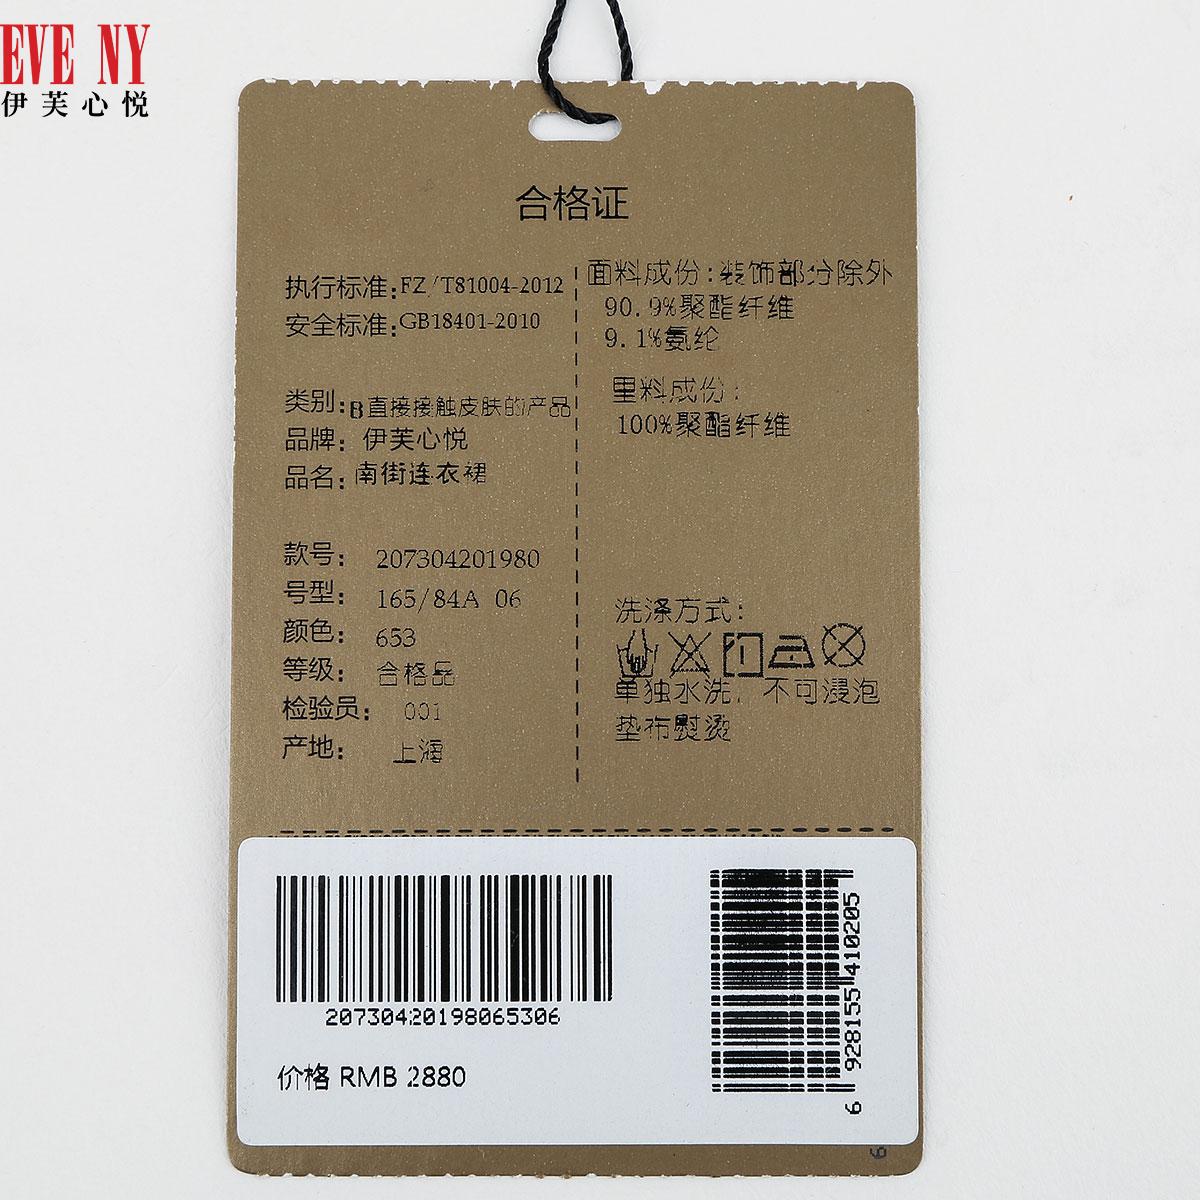 EVE NY
伊芙心悦
合格证
执行标准:FZ/T81004-2012
安全标准:GB18401-2010
类别:B直接接触皮肤的产品
品牌:伊芙心悦
品名:南街连衣裙
款号:207304201980
号型:165/84A 06
颜色:653
等级:合格品
检验员:001
产地:上海
面料成份:装饰部分除外
90.9%聚酯纤维
9.1%氨纶
里料成份:
100%聚酯纤维
洗涤方式:
单独水洗,不可浸泡
垫布熨烫
20730420198065306
价格 RMB 2880
6 928155 410205
6